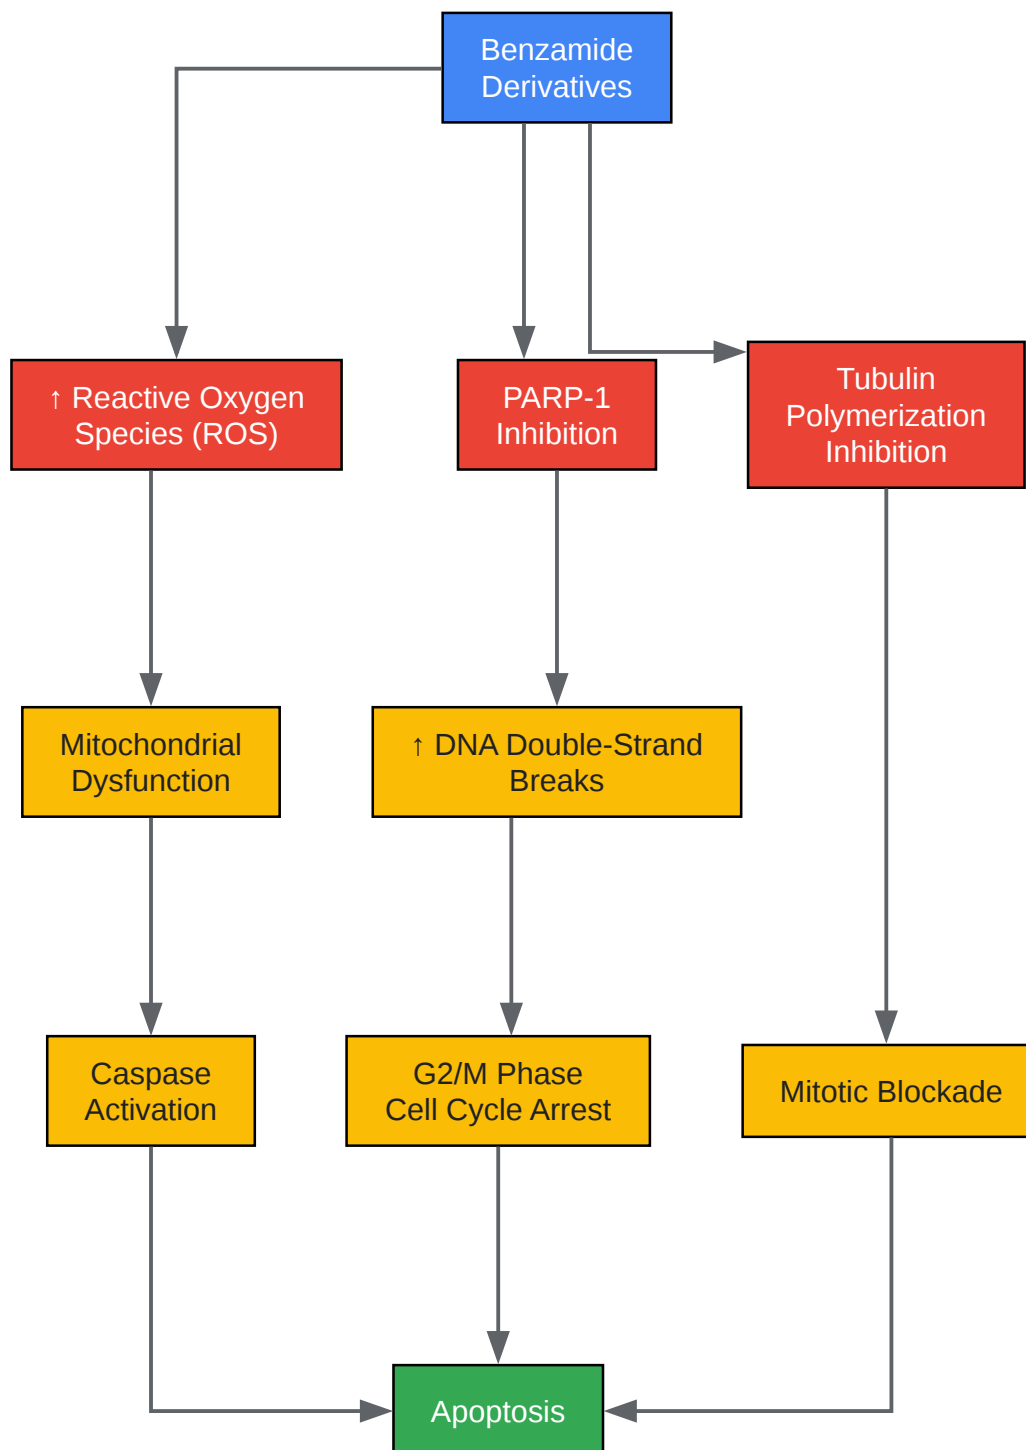 Benzamide
Derivatives
↑ Reactive Oxygen
Species (ROS)
PARP-1
Inhibition
Tubulin
Polymerization
Inhibition
Mitochondrial
Dysfunction
↑ DNA Double-Strand
Breaks
Caspase
Activation
G2/M Phase
Cell Cycle Arrest
Mitotic Blockade
Apoptosis